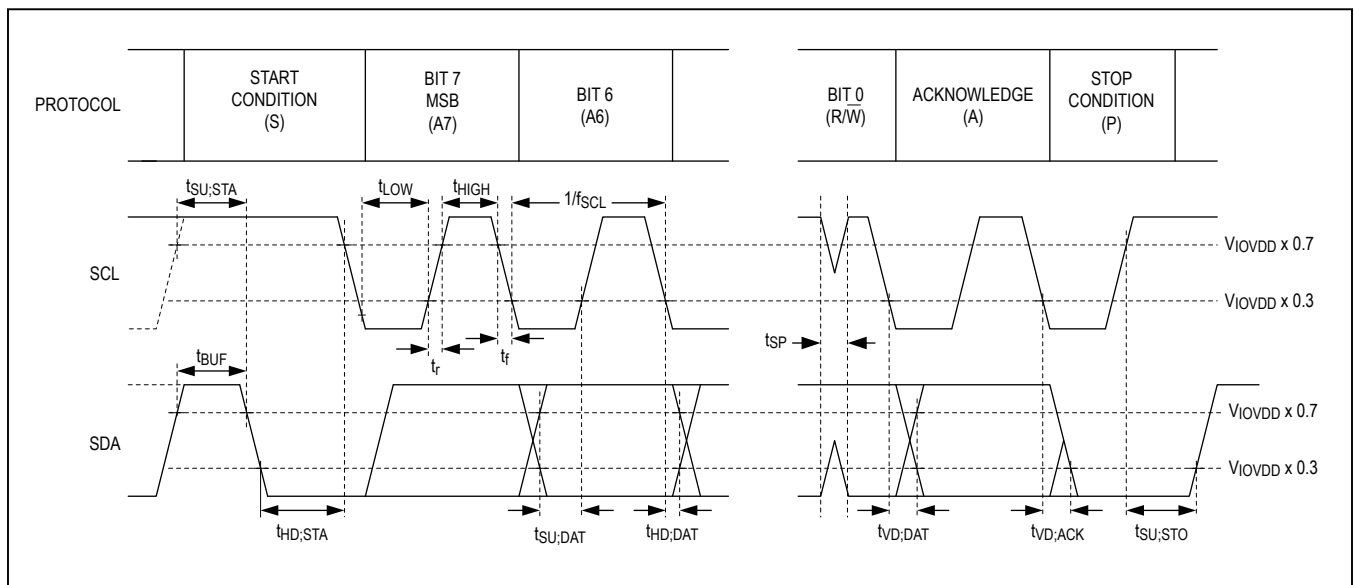 PROTOCOL
START
CONDITION
(S)
BIT 7
MSB
(A7)
BIT 6
(A6)
BIT 0
(R/W̅)
ACKNOWLEDGE
(A)
STOP
CONDITION
(P)
tSU;STA
tLOW
tHIGH
1/fSCL
SCL
VIOVDD x 0.7
VIOVDD x 0.3
tBUF
tr
tf
tSP
SDA
VIOVDD x 0.7
VIOVDD x 0.3
tHD;STA
tSU;DAT
tHD;DAT
tVD;DAT
tVD;ACK
tSU;STO